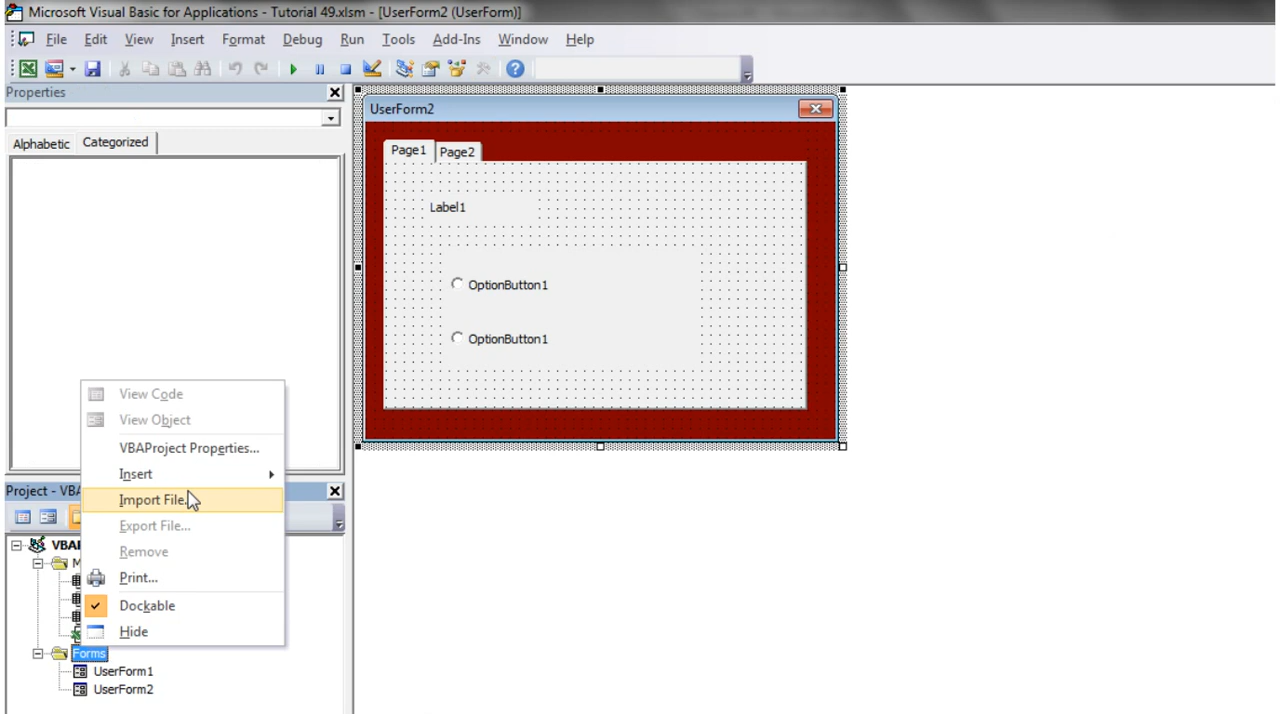 Microsoft Visual Basic for Applications - Tutorial 49.xlsm - [UserForm2 (UserForm)]
File Edit View Insert Format Debug Run Tools Add-Ins Window Help
Properties
Alphabetic Categorized
UserForm2
Page1 Page2
Label1
OptionButton1
OptionButton1
View Code
View Object
VBAProject Properties...
Insert
Import File...
Export File...
Remove
Print...
Dockable
Hide
Project - VBA
VBAP
M
Forms
UserForm1
UserForm2